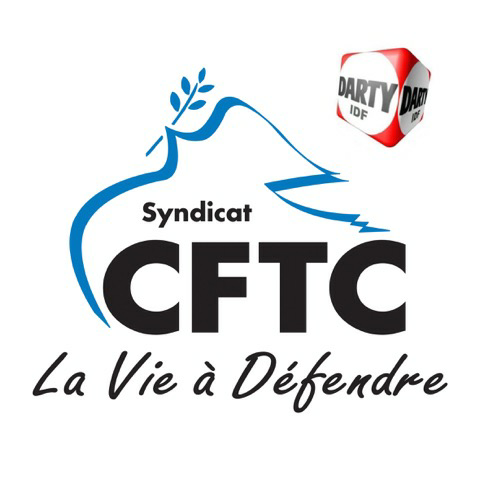 DARTY
IDF
DARTY
IDF
Syndicat
CFTC
La Vie à Défendre